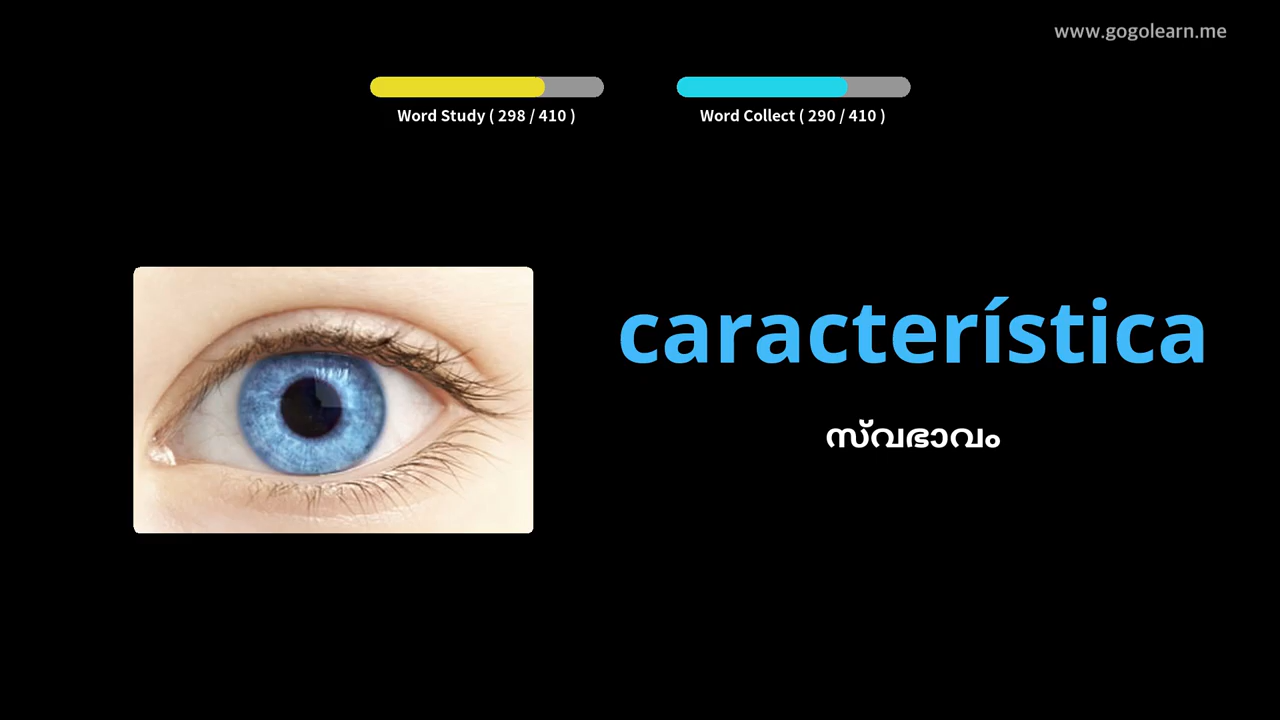 www.gogolearn.me
Word Study ( 298 / 410 )
Word Collect ( 290 / 410 )
característica
സ്വഭാവം